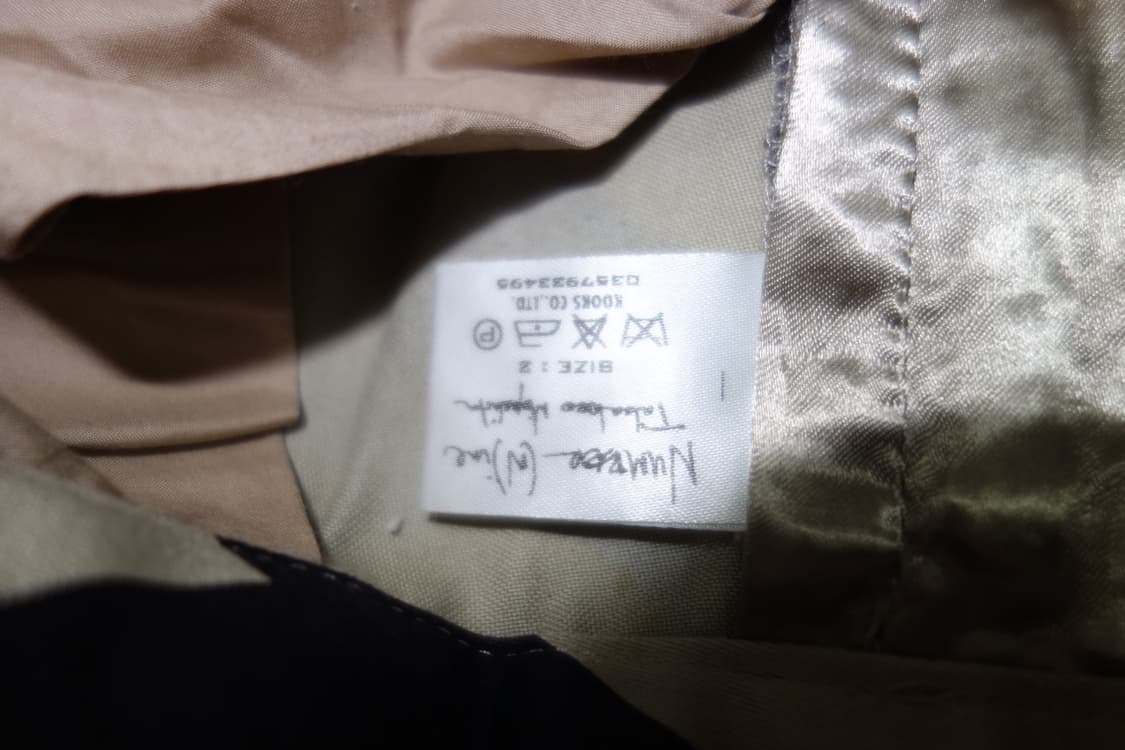 Number (N)ine
Takahiro Miyashita
SIZE : 2
P
KOOKS CO.,LTD.
0357933495